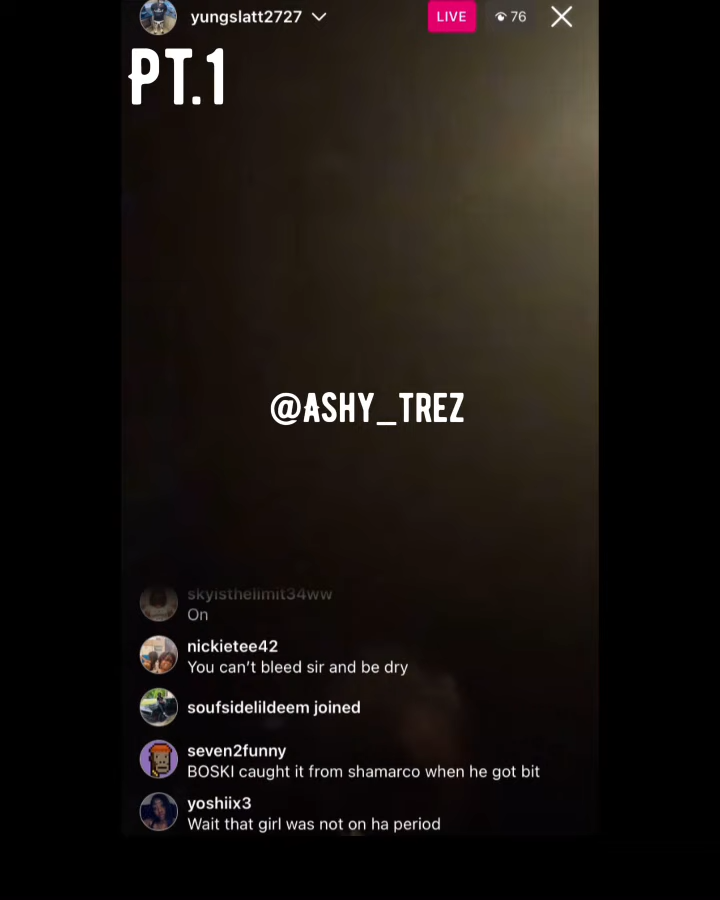 yungslatt2727
LIVE
76
PT.1
@ASHY_TREZ
skyisthelimit34ww
On
nickietee42
You can't bleed sir and be dry
soufsidelildeem joined
seven2funny
BOSKI caught it from shamarco when he got bit
yoshiix3
Wait that girl was not on ha period